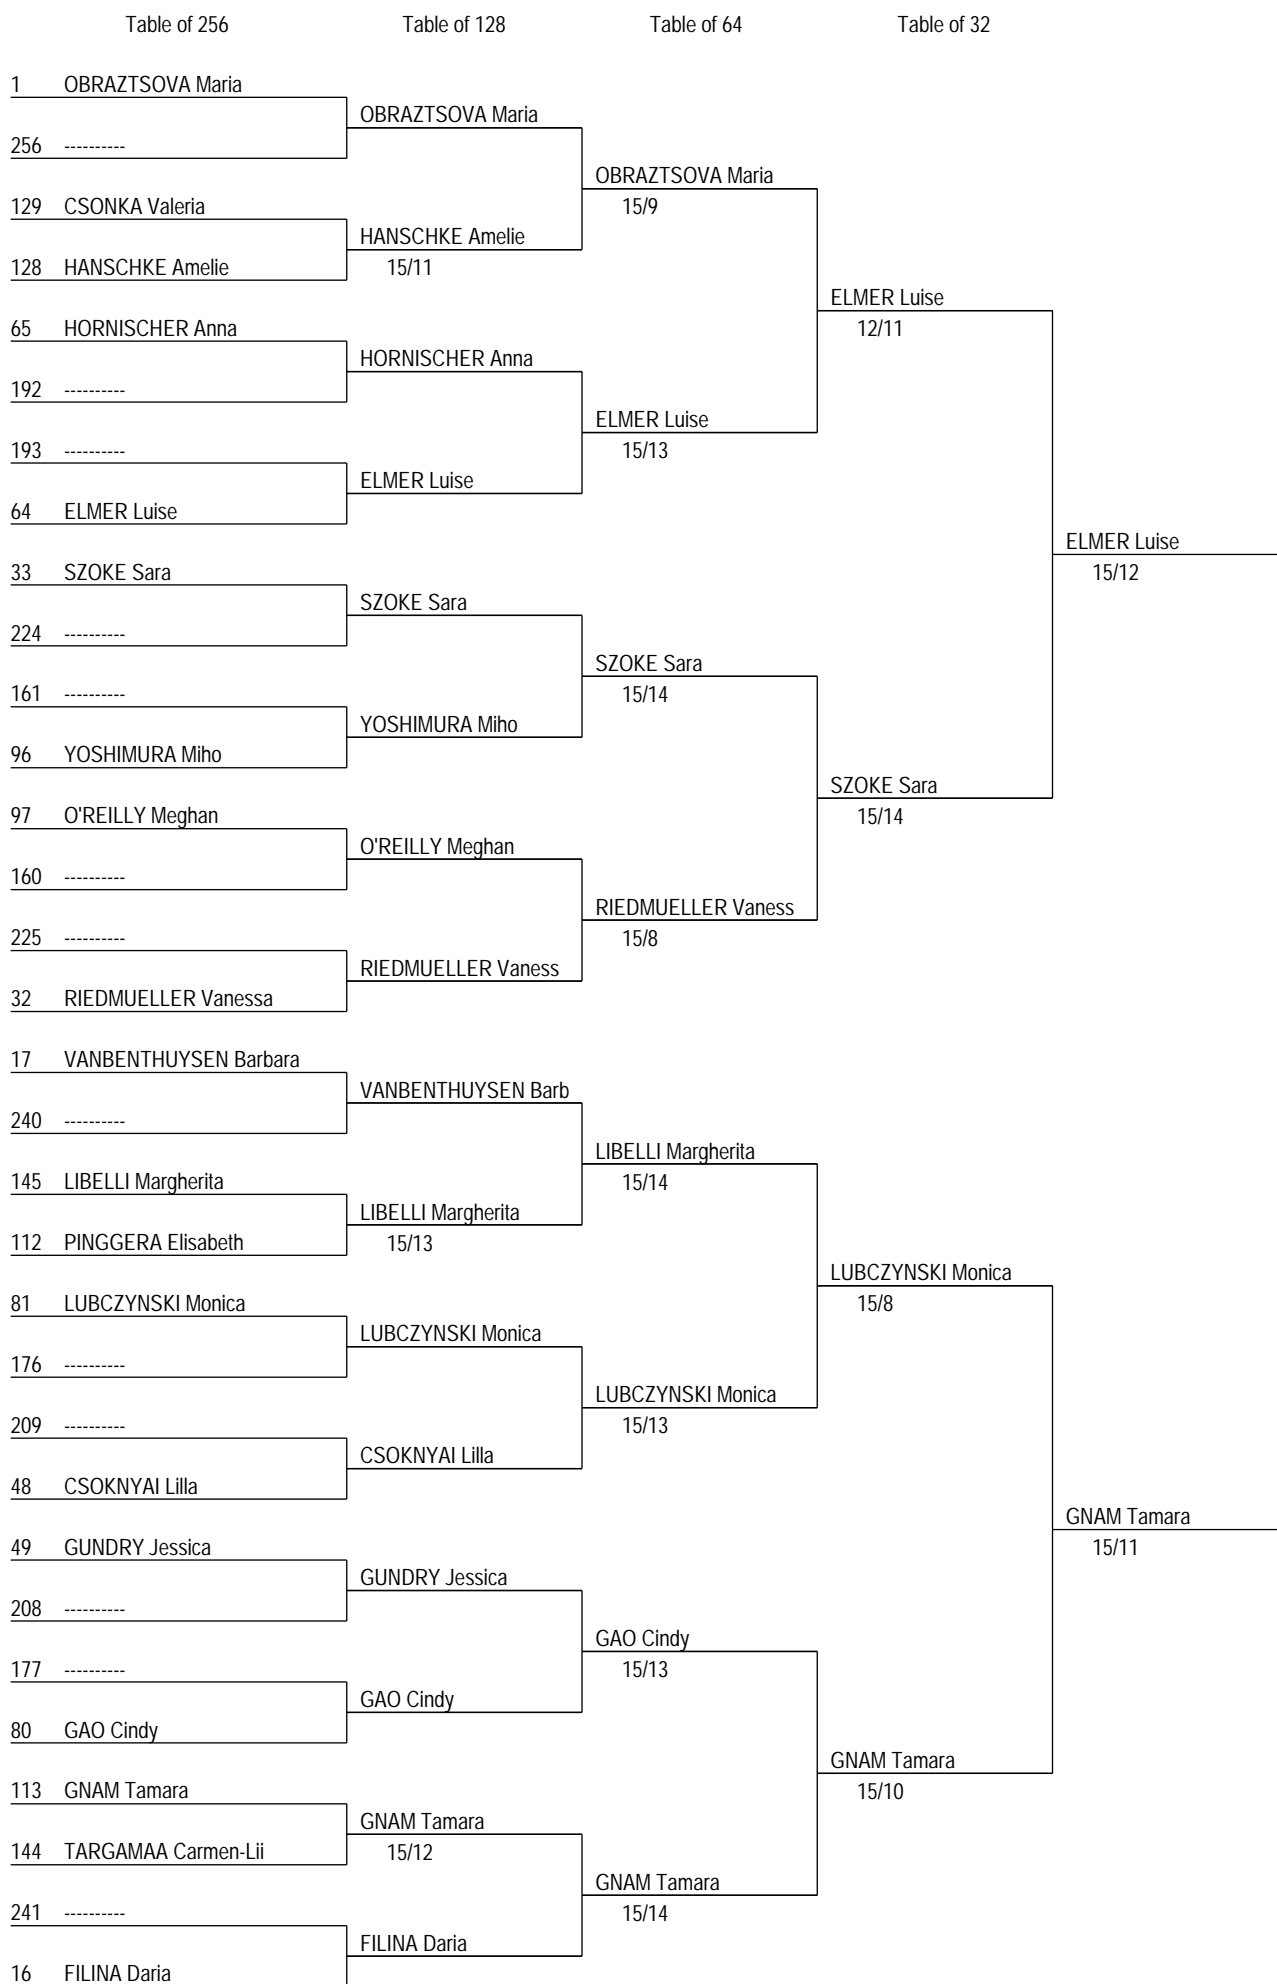 Table of 256 Table of 128 Table of 64 Table of 32
1 OBRAZTSOVA Maria
OBRAZTSOVA Maria
256 ----------
OBRAZTSOVA Maria
129 CSONKA Valeria
15/9
HANSCHKE Amelie
128 HANSCHKE Amelie
15/11
ELMER Luise
65 HORNISCHER Anna
12/11
HORNISCHER Anna
192 ----------
ELMER Luise
193 ----------
15/13
ELMER Luise
64 ELMER Luise
ELMER Luise
33 SZOKE Sara
15/12
SZOKE Sara
224 ----------
SZOKE Sara
161 ----------
15/14
YOSHIMURA Miho
96 YOSHIMURA Miho
SZOKE Sara
97 O'REILLY Meghan
15/14
O'REILLY Meghan
160 ----------
RIEDMUELLER Vaness
225 ----------
15/8
RIEDMUELLER Vaness
32 RIEDMUELLER Vanessa
17 VANBENTHUYSEN Barbara
VANBENTHUYSEN Barb
240 ----------
LIBELLI Margherita
145 LIBELLI Margherita
15/14
LIBELLI Margherita
112 PINGGERA Elisabeth
15/13
LUBCZYNSKI Monica
81 LUBCZYNSKI Monica
15/8
LUBCZYNSKI Monica
176 ----------
LUBCZYNSKI Monica
209 ----------
15/13
CSOKNYAI Lilla
48 CSOKNYAI Lilla
GNAM Tamara
49 GUNDRY Jessica
15/11
GUNDRY Jessica
208 ----------
GAO Cindy
177 ----------
15/13
GAO Cindy
80 GAO Cindy
GNAM Tamara
113 GNAM Tamara
15/10
GNAM Tamara
144 TARGAMAA Carmen-Lii
15/12
GNAM Tamara
241 ----------
15/14
FILINA Daria
16 FILINA Daria